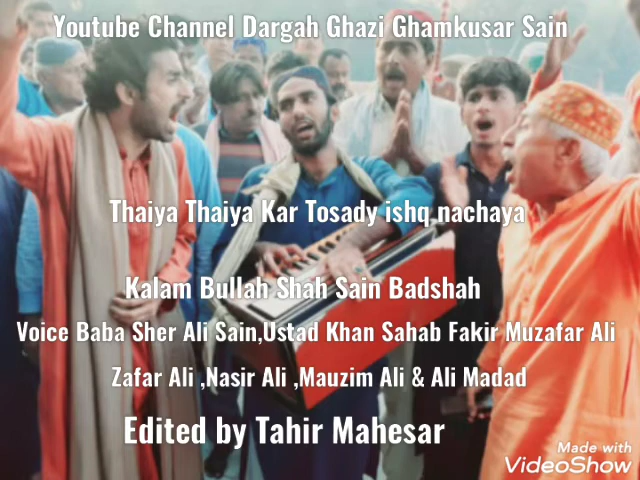 Youtube Channel Dargah Ghazi Ghamkusar Sain
Thaiya Thaiya Kar Tosady ishq nachaya
Kalam Bullah Shah Sain Badshah
Voice Baba Sher Ali Sain,Ustad Khan Sahab Fakir Muzafar Ali
Zafar Ali ,Nasir Ali ,Mauzim Ali & Ali Madad
Edited by Tahir Mahesar
Made with
VideoShow